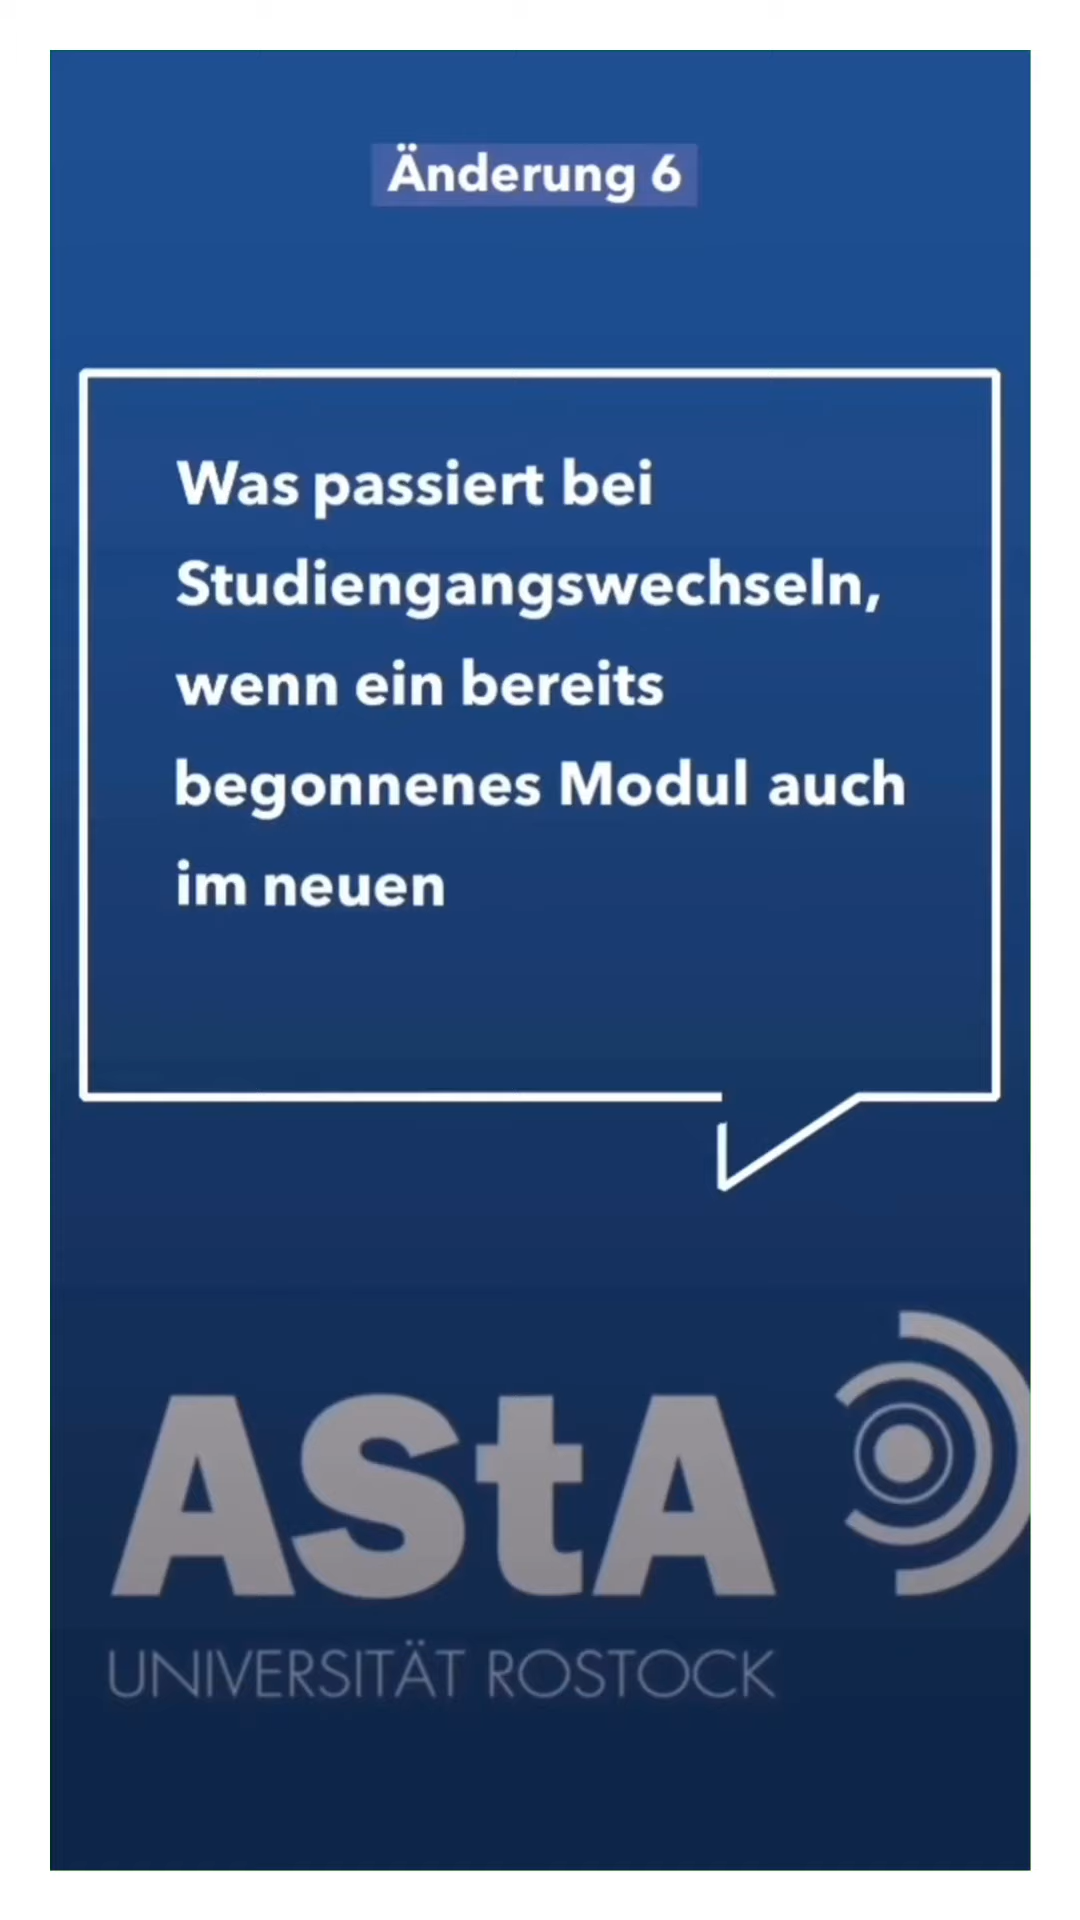 Änderung 6
Was passiert bei
Studiengangswechseln,
wenn ein bereits
begonnenes Modul auch
im neuen
AStA
UNIVERSITÄT ROSTOCK